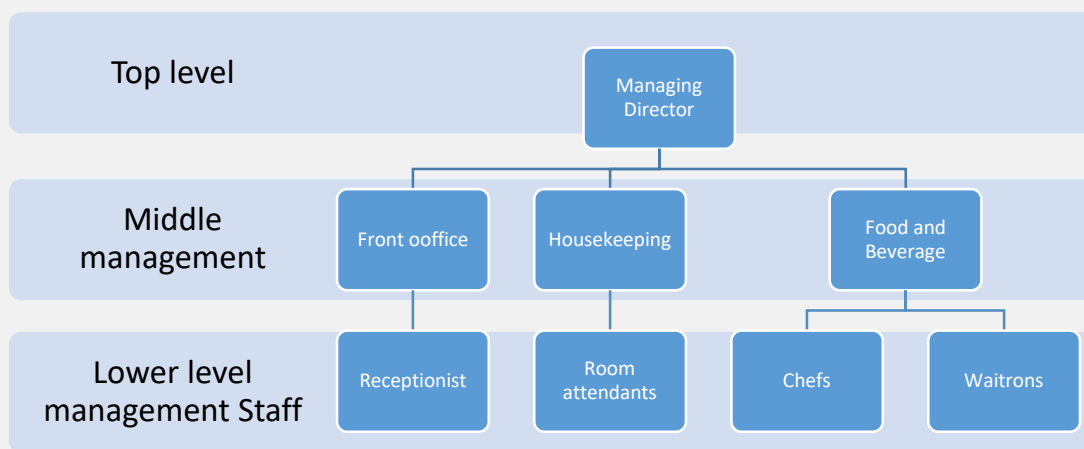 Top level
Managing
Director
Middle
management
Front ooffice
Housekeeping
Food and
Beverage
Lower level
management Staff
Receptionist
Room
attendants
Chefs
Waitrons